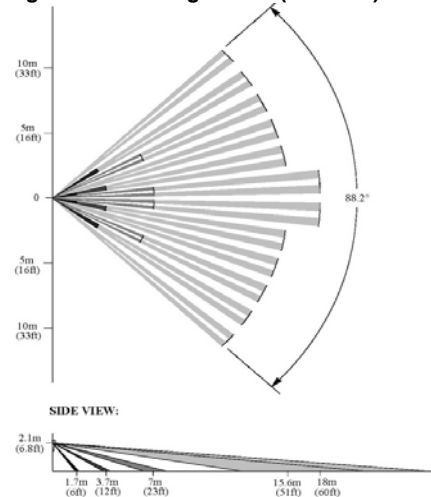 10m
(33ft)
5m
(16ft)
0
88.2°
5m
(16ft)
10m
(33ft)
SIDE VIEW:
2.1m
(6.8ft)
1.7m 3.7m 7m 15.6m 18m
(6ft) (12ft) (23ft) (51ft) (60ft)